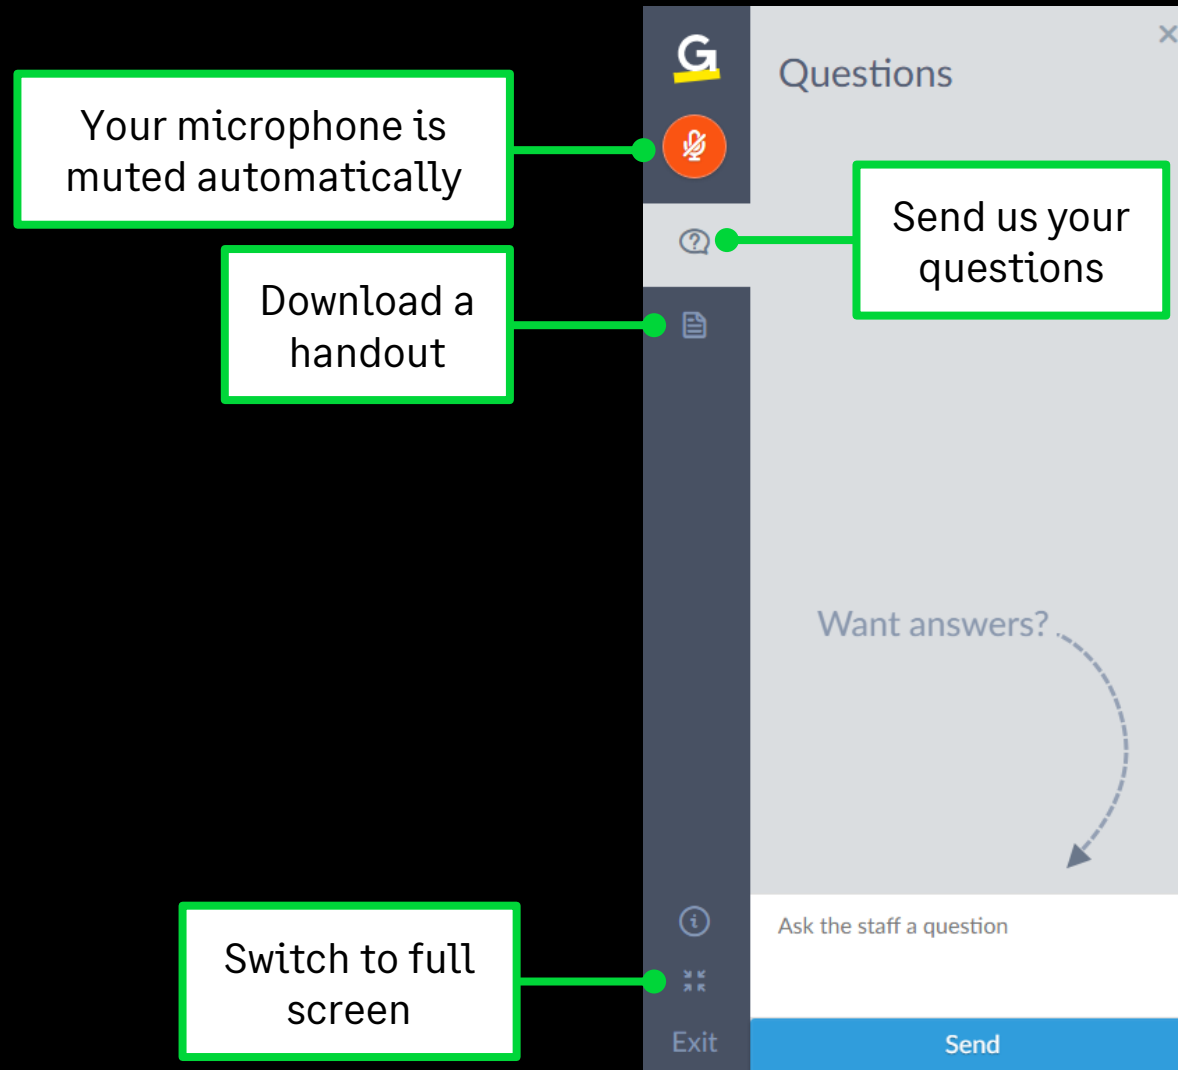 G
Questions
Your microphone is
muted automatically
Send us your
questions
Download a
handout
Want answers?
Switch to full
screen
Ask the staff a question
Exit
Send